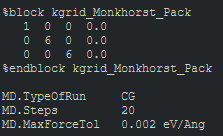 %block kgrid_Monkhorst_Pack
1 0 0 0.0
0 6 0 0.0
0 0 6 0.0
%endblock kgrid_Monkhorst_Pack
MD.TypeOfRun CG
MD.Steps 20
MD.MaxForceTol 0.002 eV/Ang